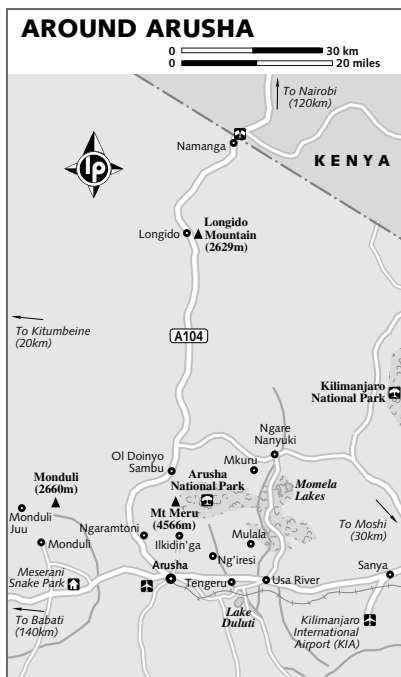 AROUND ARUSHA
0 30 km
0 20 miles
To Nairobi
(120km)
Namanga
KENYA
lp
Longido
Longido
Mountain
(2629m)
To Kitumbeine
(20km)
A104
Kilimanjaro
National Park
Ngare
Nanyuki
Ol Doinyo
Sambu
Mkuru
Arusha
National Park
Momela
Lakes
Monduli
(2660m)
Mt Meru
(4566m)
Monduli
Juu
Ngaramtoni
Ilkidin'ga
Mulala
To Moshi
(30km)
Monduli
Ng'iresi
Meserani
Snake Park
Arusha
Tengeru
Usa River
Sanya
To Babati
(140km)
Lake
Duluti
Kilimanjaro
International
Airport (KIA)